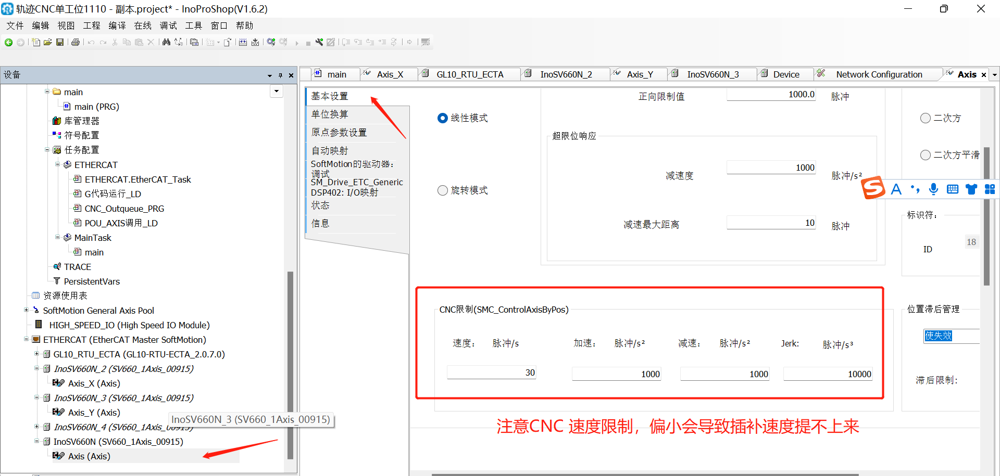 轨迹CNC单工位1110 - 副本.project* - InoProShop(V1.6.2)
文件 编辑 视图 工程 编译 在线 调试 工具 窗口 帮助
设备
main
main (PRG)
库管理器
符号配置
任务配置
ETHERCAT
ETHERCAT.EtherCAT_Task
G代码运行_LD
CNC_Outqueue_PRG
POU_AXIS调用_LD
MainTask
main
TRACE
PersistentVars
资源使用表
SoftMotion General Axis Pool
HIGH_SPEED_IO (High Speed IO Module)
ETHERCAT (EtherCAT Master SoftMotion)
GL10_RTU_ECTA (GL10-RTU-ECTA_2.0.7.0)
InoSV660N_2 (SV660_1Axis_00915)
Axis_X (Axis)
InoSV660N_3 (SV660_1Axis_00915)
Axis_Y (Axis)
InoSV660N_3 (SV660_1Axis_00915)
InoSV660N_4 (SV660_1Axis_00915)
InoSV660N (SV660_1Axis_00915)
Axis (Axis)
main Axis_X GL10_RTU_ECTA InoSV660N_2 Axis_Y InoSV660N_3 Device Network Configuration Axis
基本设置
单位换算
原点参数设置
自动映射
SoftMotion的驱动器：
调试
SM_Drive_ETC_Generic
DSP402: I/O映射
状态
信息
线性模式
旋转模式
正向限制值 1000.0 脉冲
超限位响应
减速度 1000 脉冲/s²
减速最大距离 10 脉冲
二次方
二次方平滑
A
标识符：
ID 18
CNC限制(SMC_ControlAxisByPos)
速度： 脉冲/s 加速： 脉冲/s² 减速： 脉冲/s² Jerk: 脉冲/s³
30 1000 1000 10000
位置滞后管理
使失效
滞后限制:
注意CNC 速度限制，偏小会导致插补速度提不上来